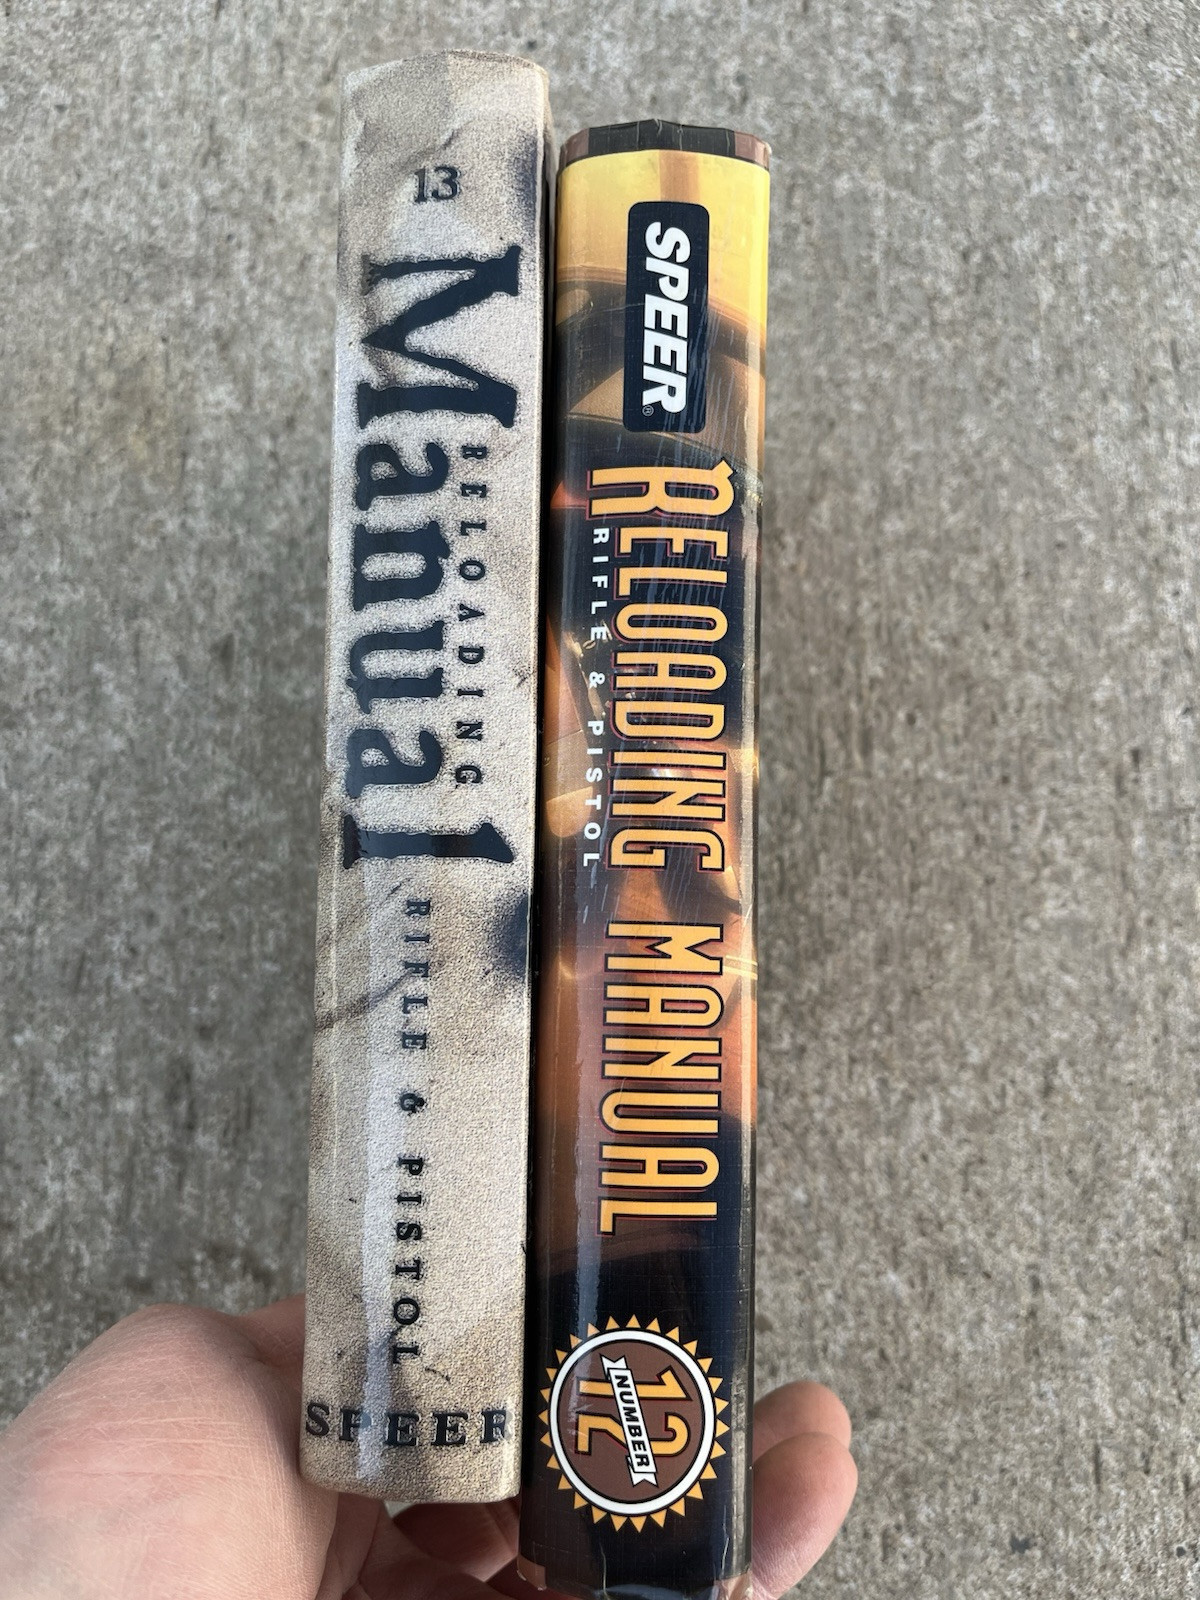 13
RELOADING
Manual
RIFLE & PISTOL
SPEER
SPEER®
RELOADING MANUAL
RIFLE & PISTOL
NUMBER
12